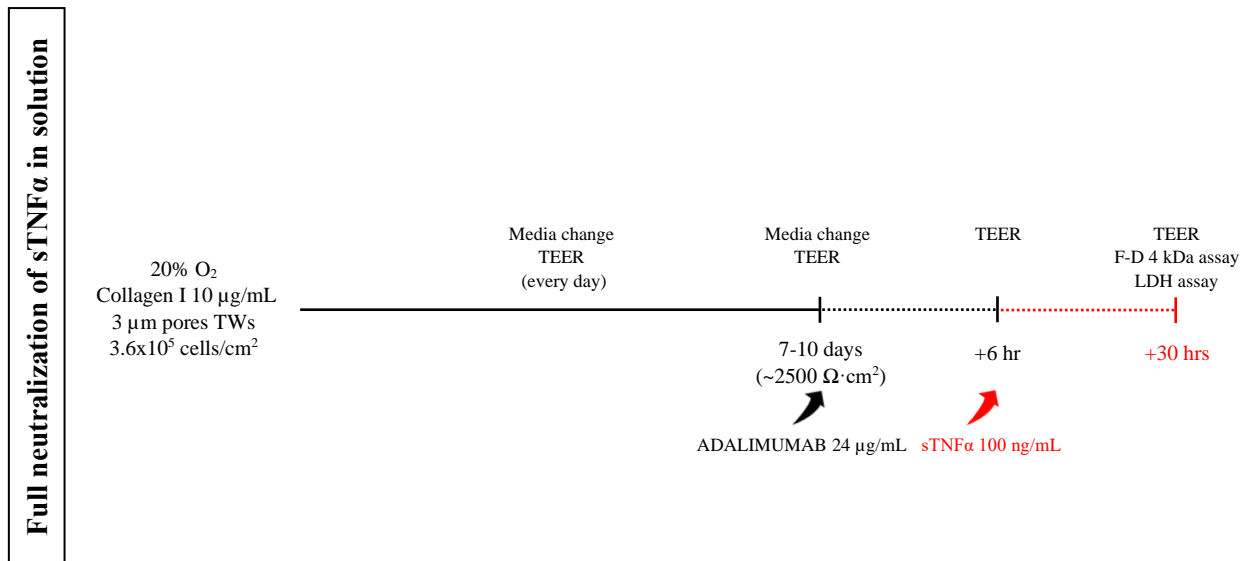 Full neutralization of sTNFα in solution
20% O₂
Collagen I 10 µg/mL
3 µm pores TWs
3.6x10⁵ cells/cm²
Media change
TEER
(every day)
Media change
TEER
TEER
TEER
F-D 4 kDa assay
LDH assay
7-10 days
(~2500 Ω·cm²)
+6 hr
+30 hrs
ADALIMUMAB 24 µg/mL
sTNFα 100 ng/mL